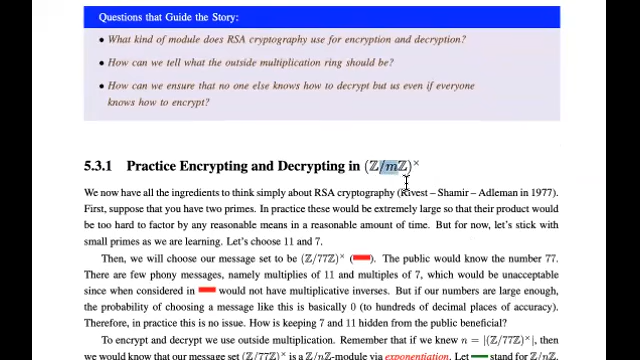 Questions that Guide the Story:
• What kind of module does RSA cryptography use for encryption and decryption?
• How can we tell what the outside multiplication ring should be?
• How can we ensure that no one else knows how to decrypt but us even if everyone
knows how to encrypt?
5.3.1 Practice Encrypting and Decrypting in (ℤ/mℤ)×
We now have all the ingredients to think simply about RSA cryptography (Rivest – Shamir – Adleman in 1977).
First, suppose that you have two primes. In practice these would be extremely large so that their product would
be too hard to factor by any reasonable means in a reasonable amount of time. But for now, let's stick with
small primes as we are learning. Let's choose 11 and 7.
Then, we will choose our message set to be (ℤ/77ℤ)× ( ). The public would know the number 77.
There are few phony messages, namely multiplies of 11 and multiples of 7, which would be unacceptable
since when considered in would not have multiplicative inverses. But if our numbers are large enough,
the probability of choosing a message like this is basically 0 (to hundreds of decimal places of accuracy).
Therefore, in practice this is no issue. How is keeping 7 and 11 hidden from the public beneficial?
To encrypt and decrypt we use outside multiplication. Remember that if we knew n = |(ℤ/77ℤ)×|, then
we would know that our message set (ℤ/77ℤ)× is a ℤ/nℤ-module via exponentiation. Let stand for ℤ/nℤ.